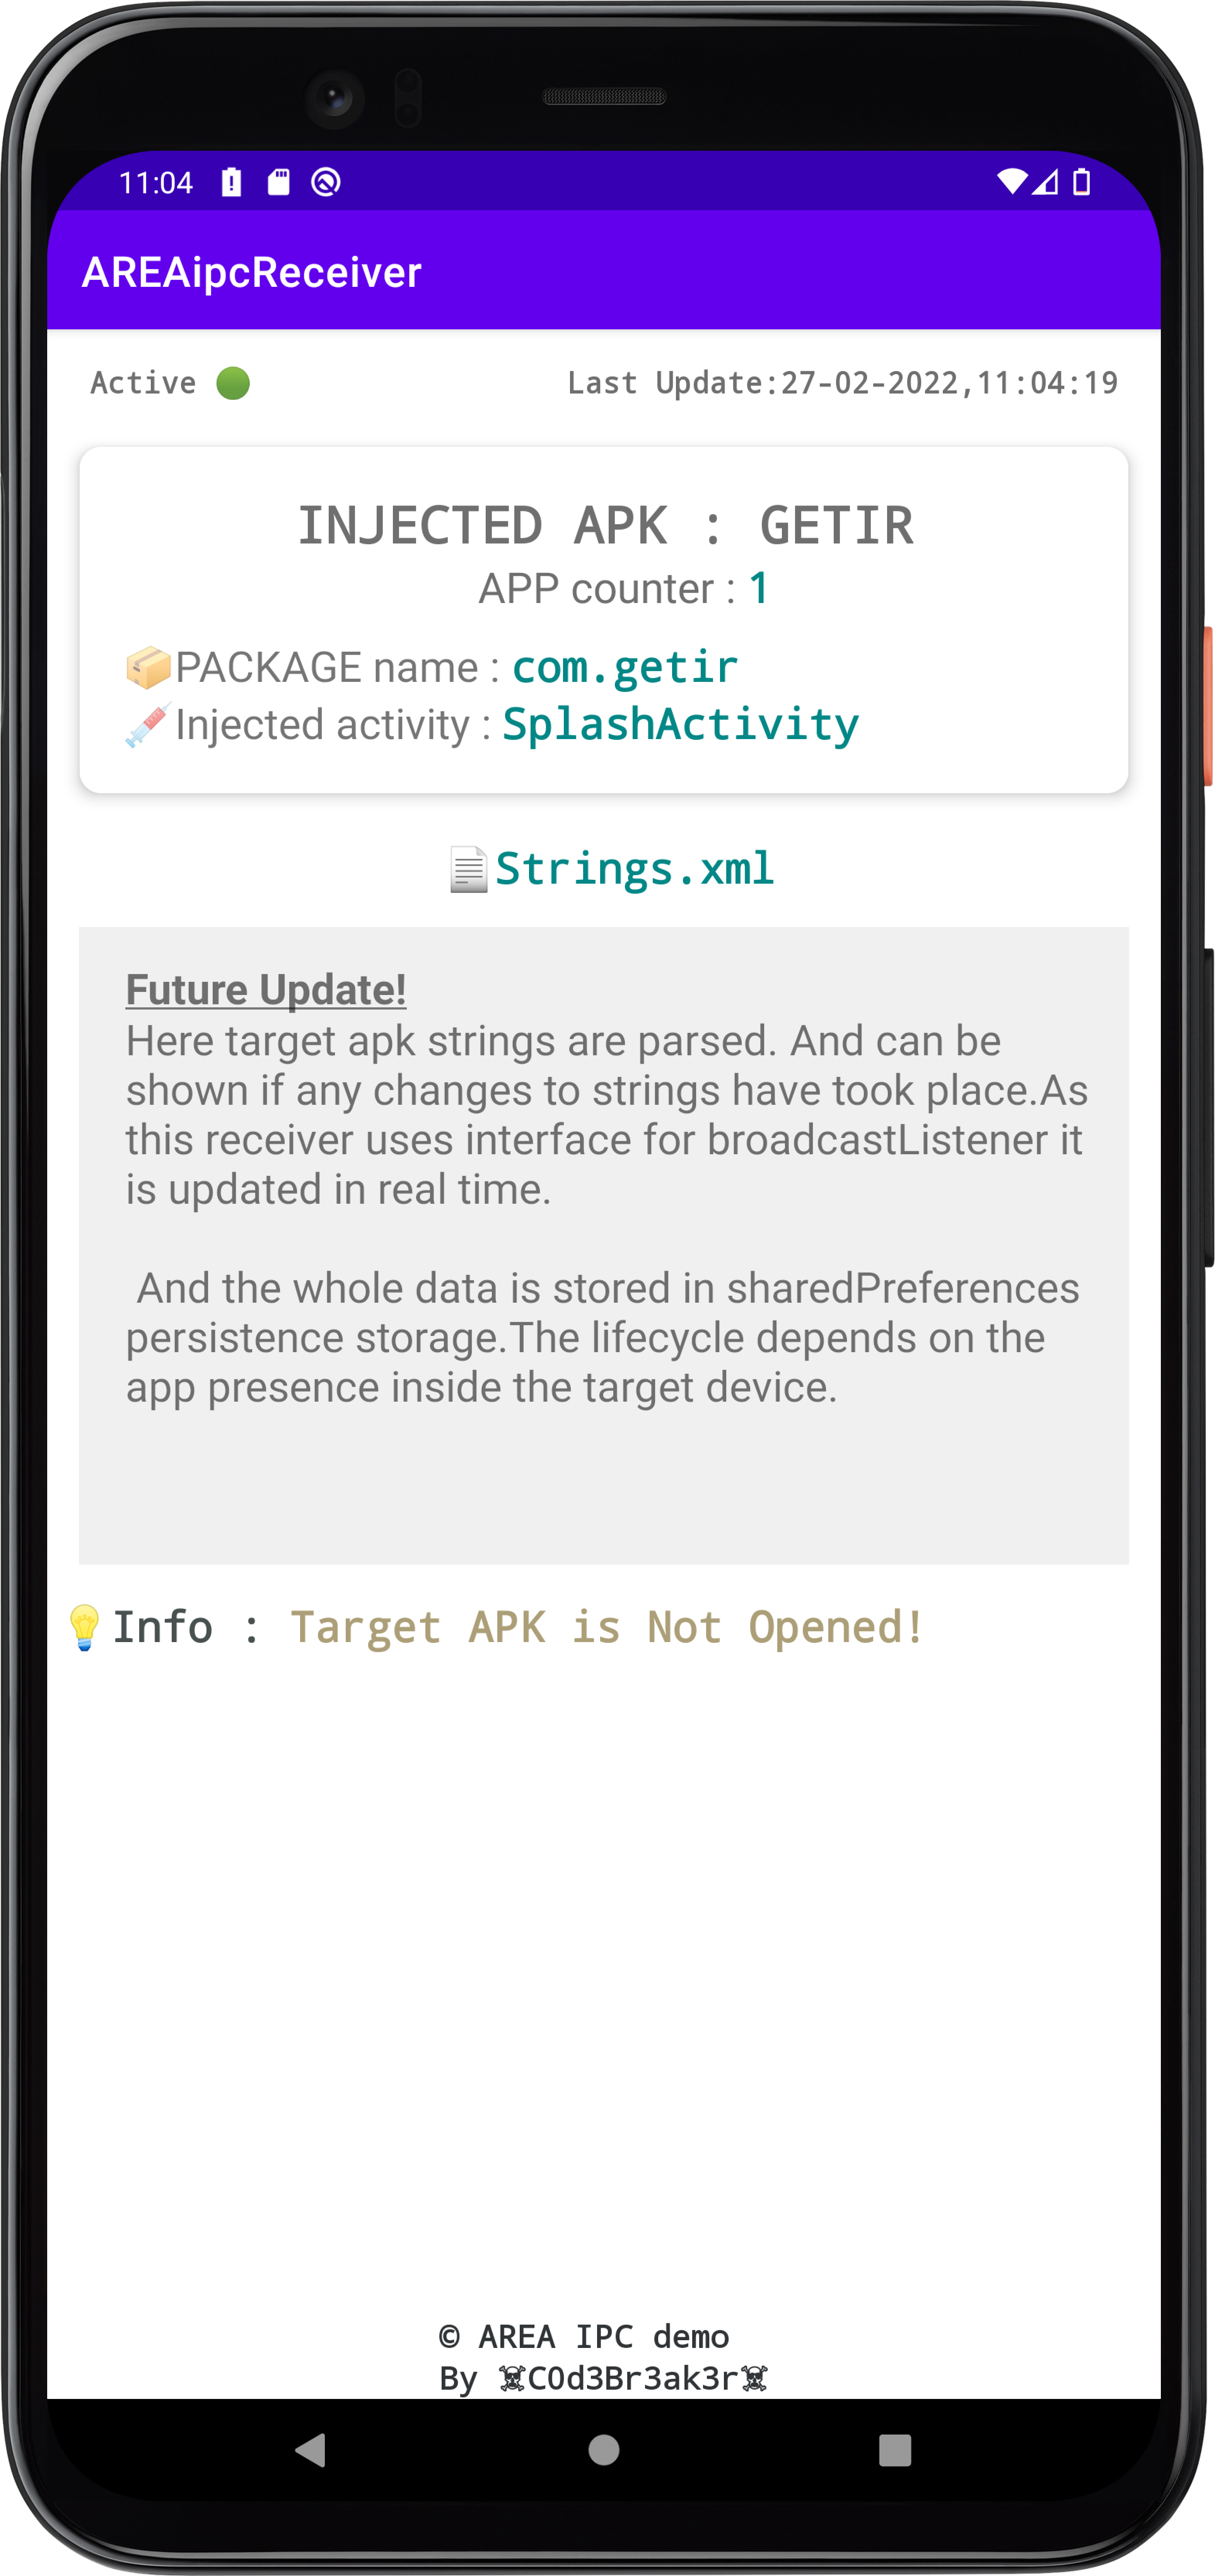 11:04
AREAipcReceiver
Active 🟢 Last Update:27-02-2022,11:04:19
INJECTED APK : GETIR
APP counter : 1
📦PACKAGE name : com.getir
💉Injected activity : SplashActivity
📄Strings.xml
Future Update!
Here target apk strings are parsed. And can be
shown if any changes to strings have took place.As
this receiver uses interface for broadcastListener it
is updated in real time.
And the whole data is stored in sharedPreferences
persistence storage.The lifecycle depends on the
app presence inside the target device.
💡Info : Target APK is Not Opened!
© AREA IPC demo
By ☠C0d3Br3ak3r☠